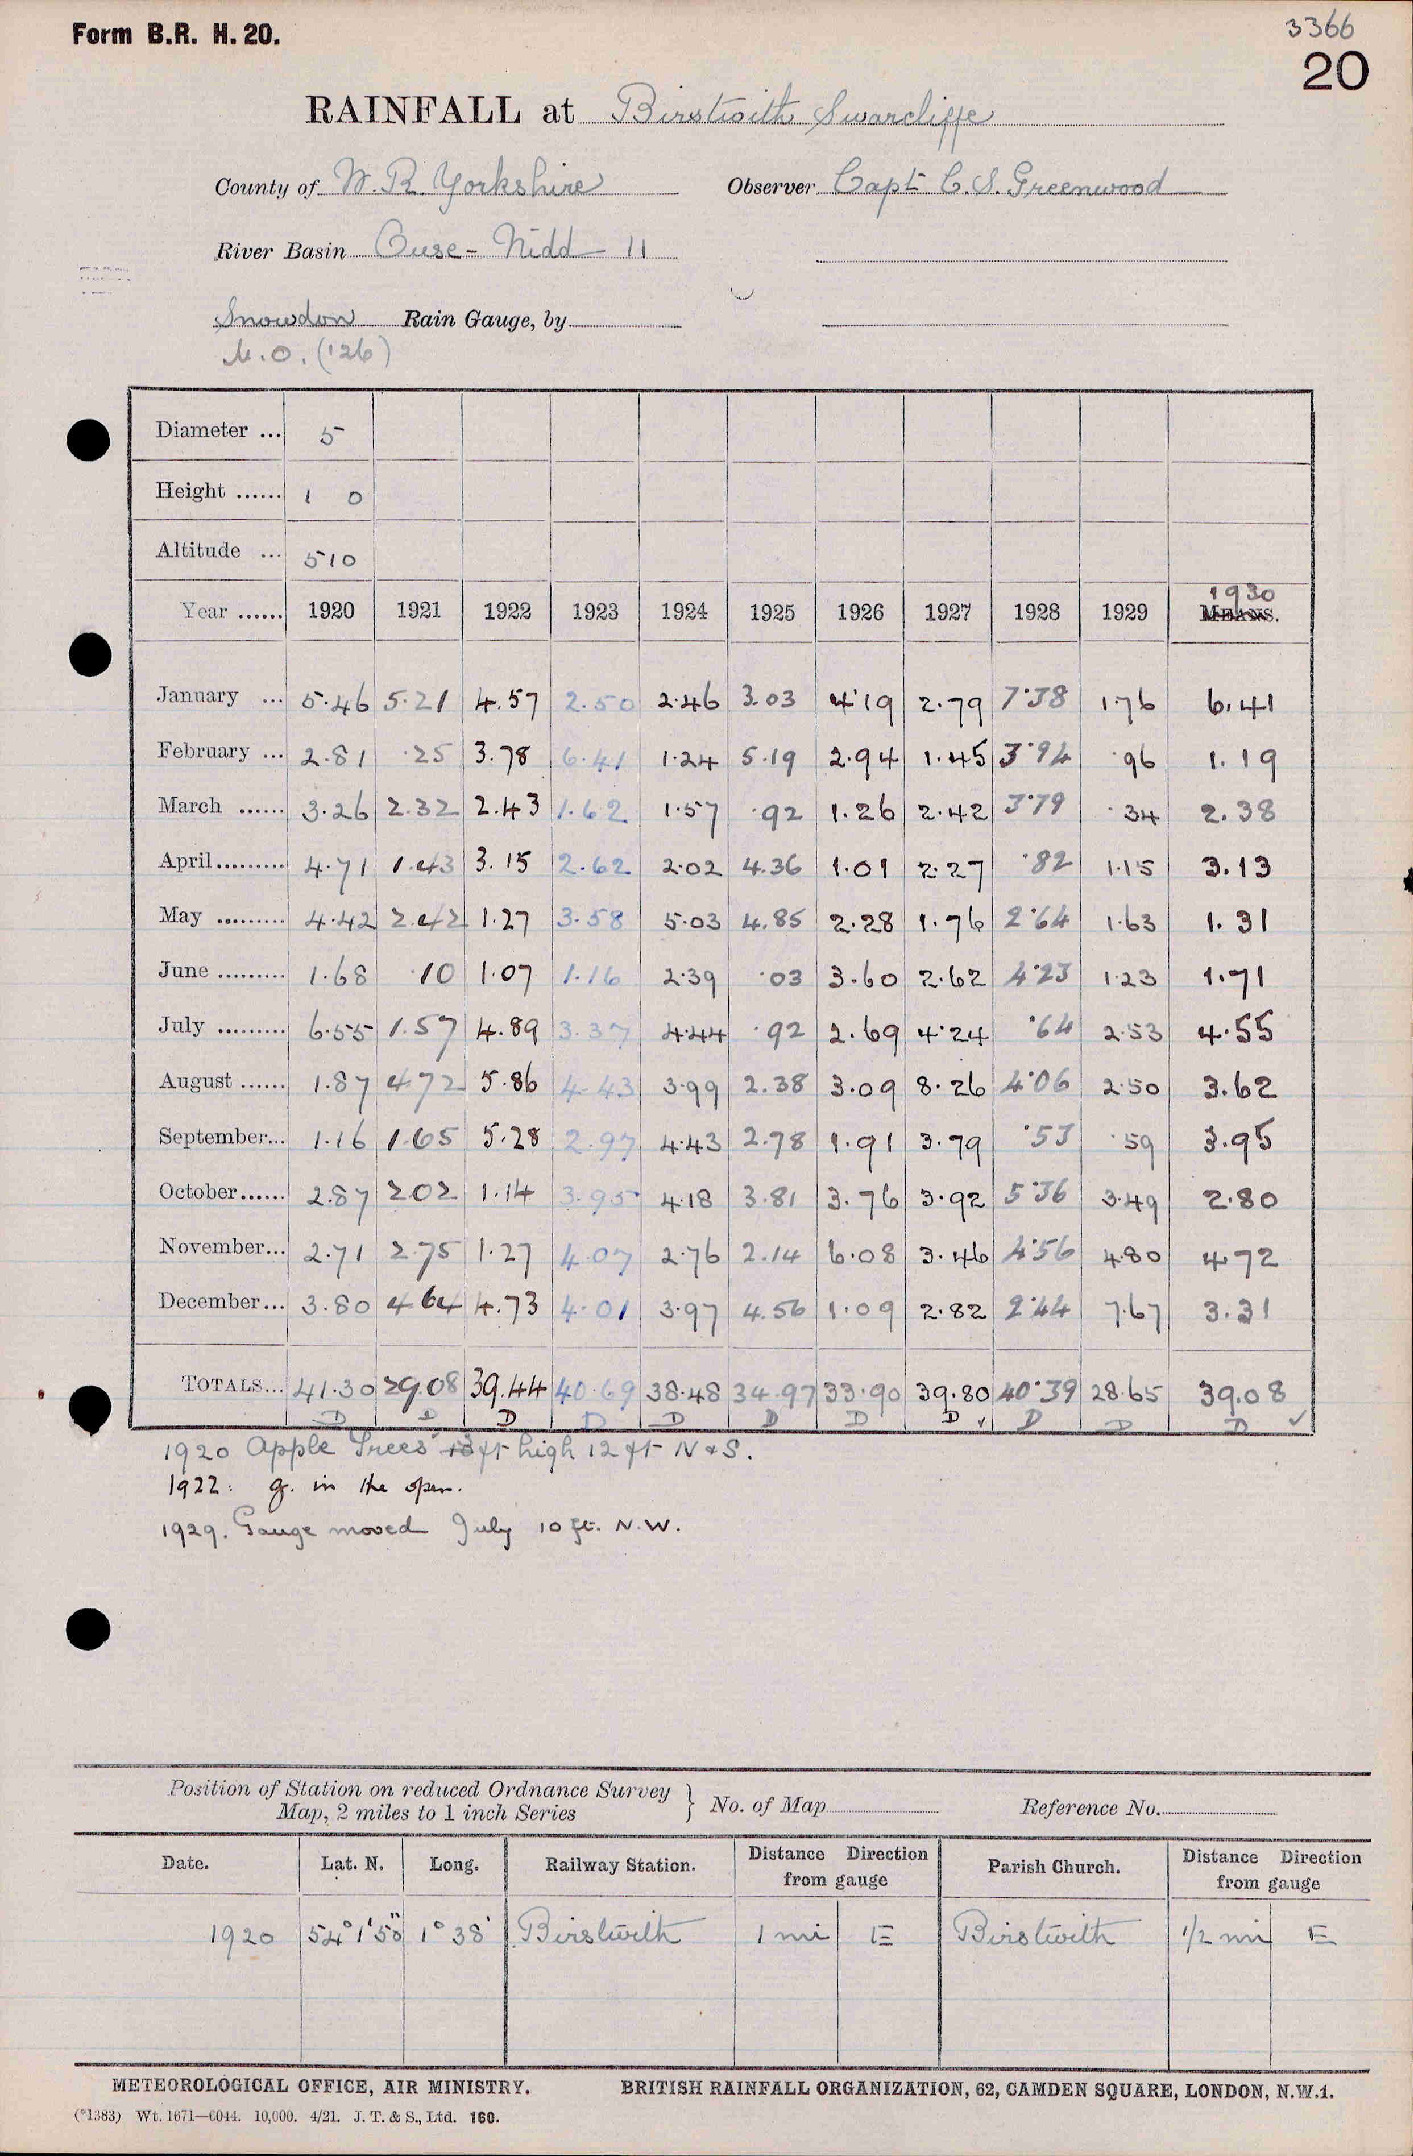 Form B.R. H. 20.
3366
20
RAINFALL at Birstwith Swarcliffe
County of W. R. Yorkshire Observer Capt C. S. Greenwood
River Basin Ouse - Nidd 11
Snowdon Rain Gauge, by
M.O. (126)
Diameter ... 5
Height ...... 1 0
Altitude ... 510
Year ...... 1920 1921 1922 1923 1924 1925 1926 1927 1928 1929 1930 MEANS.
January ... 5.46 5.21 4.57 2.50 2.46 3.03 4.19 2.79 7.38 1.76 6.41
February ... 2.81 .25 3.78 6.41 1.24 5.19 2.94 1.45 3.94 .96 1.19
March ...... 3.26 2.32 2.43 1.62 1.57 .92 1.26 2.42 3.79 .34 2.38
April......... 4.71 1.43 3.15 2.62 2.02 4.36 1.01 2.27 .82 1.15 3.13
May ......... 4.42 2.42 1.27 3.58 5.03 4.85 2.28 1.76 2.64 1.63 1.31
June ......... 1.68 .10 1.07 1.16 2.39 .03 3.60 2.62 4.23 1.23 1.71
July ......... 6.55 1.57 4.89 3.37 4.44 .92 2.69 4.24 .64 2.53 4.55
August ...... 1.87 4.72 5.86 4.43 3.99 2.38 3.09 8.26 4.06 2.50 3.62
September... 1.16 1.65 5.28 2.97 4.43 2.78 1.91 3.79 .53 .59 3.95
October...... 2.87 2.02 1.14 3.95 4.18 3.81 3.76 3.92 5.36 3.49 2.80
November... 2.71 2.75 1.27 4.07 2.76 2.14 6.08 3.46 4.56 4.80 4.72
December... 3.80 4.64 4.73 4.01 3.97 4.56 1.09 2.82 2.44 7.67 3.31
TOTALS... 41.30 29.08 39.44 40.69 38.48 34.97 33.90 39.80 40.39 28.65 39.08
D D D D D D D D ✓ D D D ✓
1920 Apple Trees 13 ft high 12 ft N & S.
1922: g. in the open.
1929. Gauge moved July 10 ft. N.W.
Position of Station on reduced Ordnance Survey
Map, 2 miles to 1 inch Series } No. of Map Reference No.
Date. Lat. N. Long. Railway Station. Distance Direction from gauge Parish Church. Distance Direction from gauge
1920 54° 1' 50" 1° 38' Birstwith 1 mi E Birstwith 1/2 mi E
METEOROLOGICAL OFFICE, AIR MINISTRY. BRITISH RAINFALL ORGANIZATION, 62, CAMDEN SQUARE, LONDON, N.W.1.
(*1383) Wt. 1671—6044. 10,000. 4/21. J. T. & S., Ltd. 160.